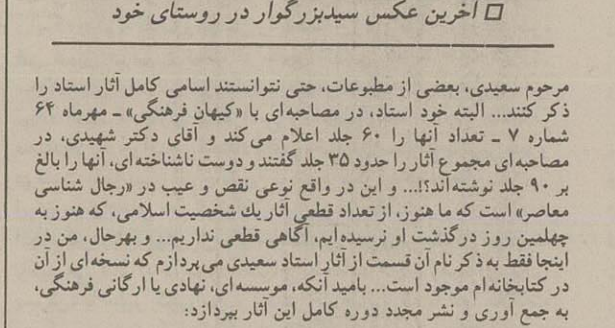 □ آخرین عکس سیدبزرگوار در روستای خود
مرحوم سعیدی، بعضی از مطبوعات، حتی نتوانستند اسامی کامل آثار استاد را
ذکر کنند... البته خود استاد، در مصاحبه‌ای با «کیهان فرهنگی» ـ مهرماه ۶۴
شماره ۷ ـ تعداد آنها را ۶۰ جلد اعلام می‌کند و آقای دکتر شهیدی، در
مصاحبه‌ای مجموع آثار را حدود ۳۵ جلد گفتند و دوست ناشناخته‌ای، آنها را بالغ
بر ۹۰ جلد نوشته‌اند؟!... و این در واقع نوعی نقص و عیب در «رجال شناسی
معاصر» است که ما هنوز، از تعداد قطعی آثار یك شخصیت اسلامی، که هنوز به
چهلمین روز درگذشت او نرسیده‌ایم، آگاهی قطعی نداریم... و بهرحال، من در
اینجا فقط به ذکر نام آن قسمت از آثار استاد سعیدی می‌پردازم که نسخه‌ای از آن
در کتابخانه‌ام موجود است... بامید آنکه، موسسه‌ای، نهادی یا ارگانی فرهنگی،
به جمع آوری و نشر مجدد دوره کامل این آثار بپردازد: